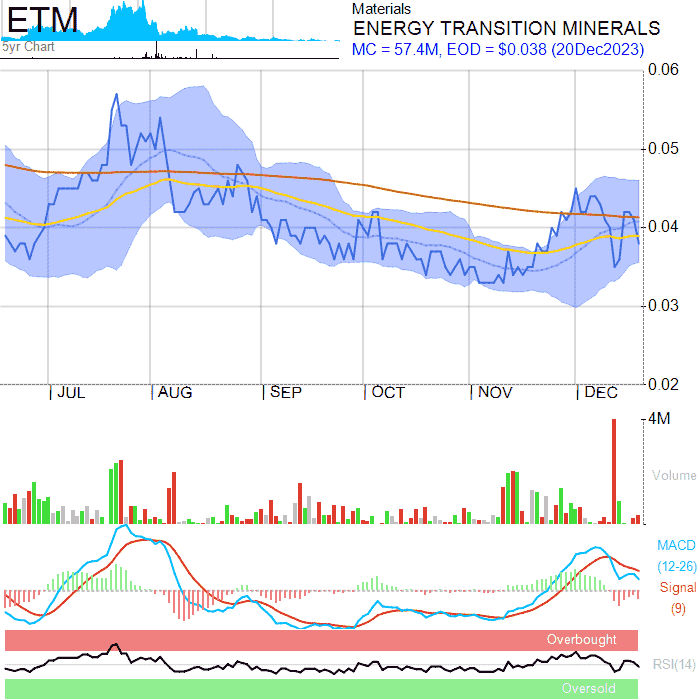 ETM
5yr Chart
Materials
ENERGY TRANSITION MINERALS
MC = 57.4M, EOD = $0.038 (20Dec2023)
0.06
0.05
0.04
0.03
0.02
JUL AUG SEP OCT NOV DEC
4M
Volume
MACD
(12-26)
Signal
(9)
Overbought
RSI(14)
Oversold